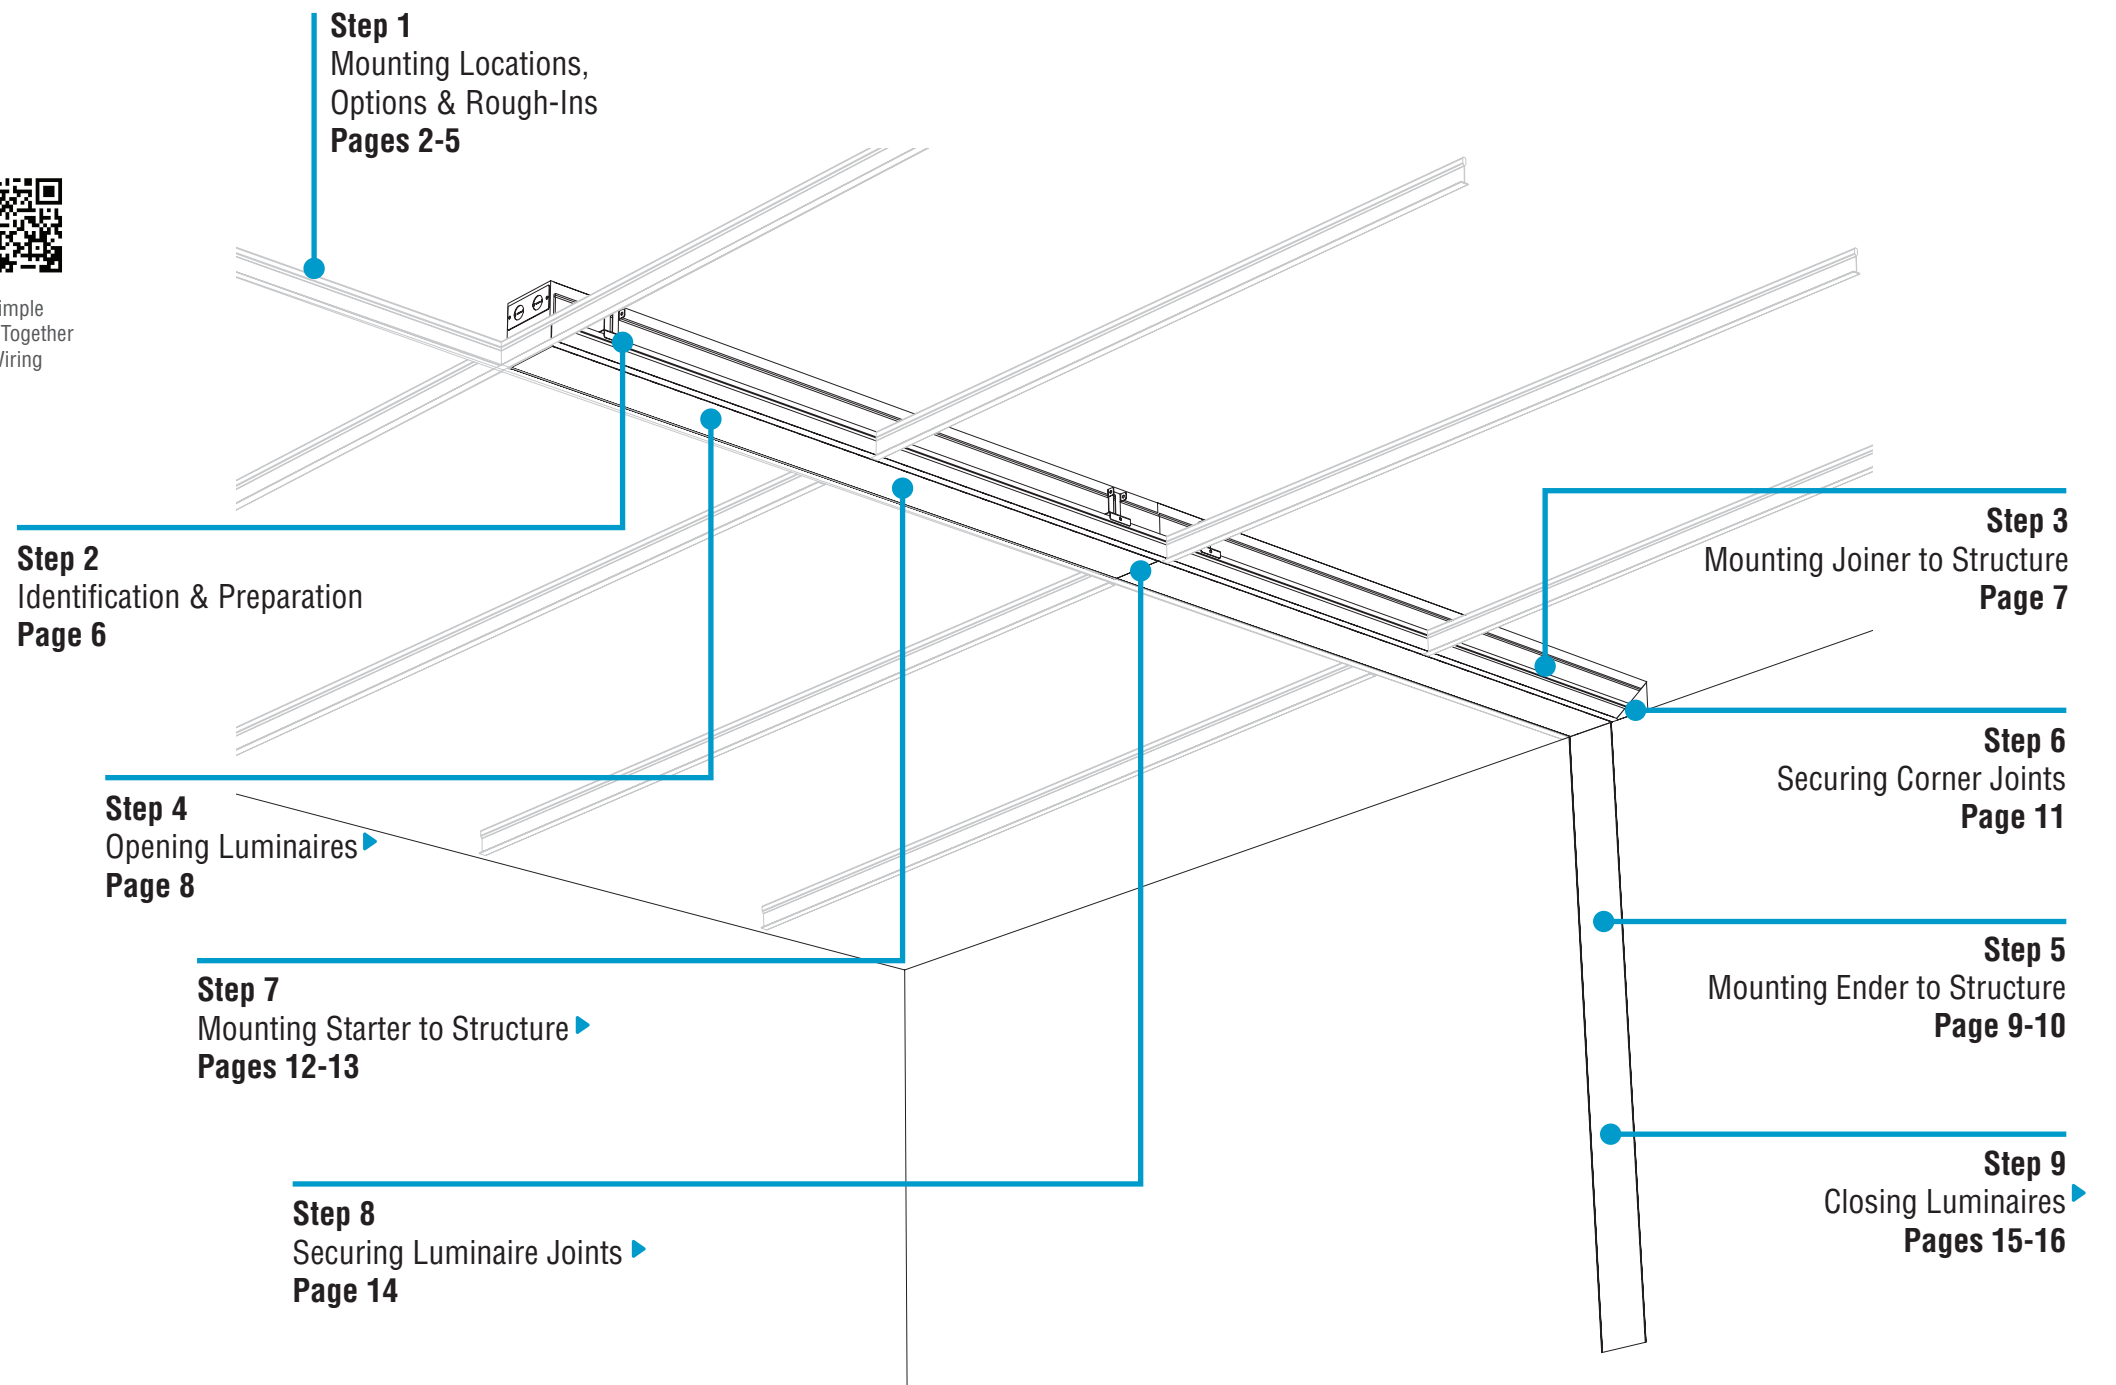 Step 1
Mounting Locations,
Options & Rough-Ins
Pages 2-5
Together
Step 2
Identification & Preparation
Page 6
Step 3
Mounting Joiner to Structure
Page 7
Step 4
Opening Luminaires
Page 8
Step 6
Securing Corner Joints
Page 11
Step 7
Mounting Starter to Structure
Pages 12-13
Step 5
Mounting Ender to Structure
Page 9-10
Step 8
Securing Luminaire Joints
Page 14
Step 9
Closing Luminaires
Pages 15-16